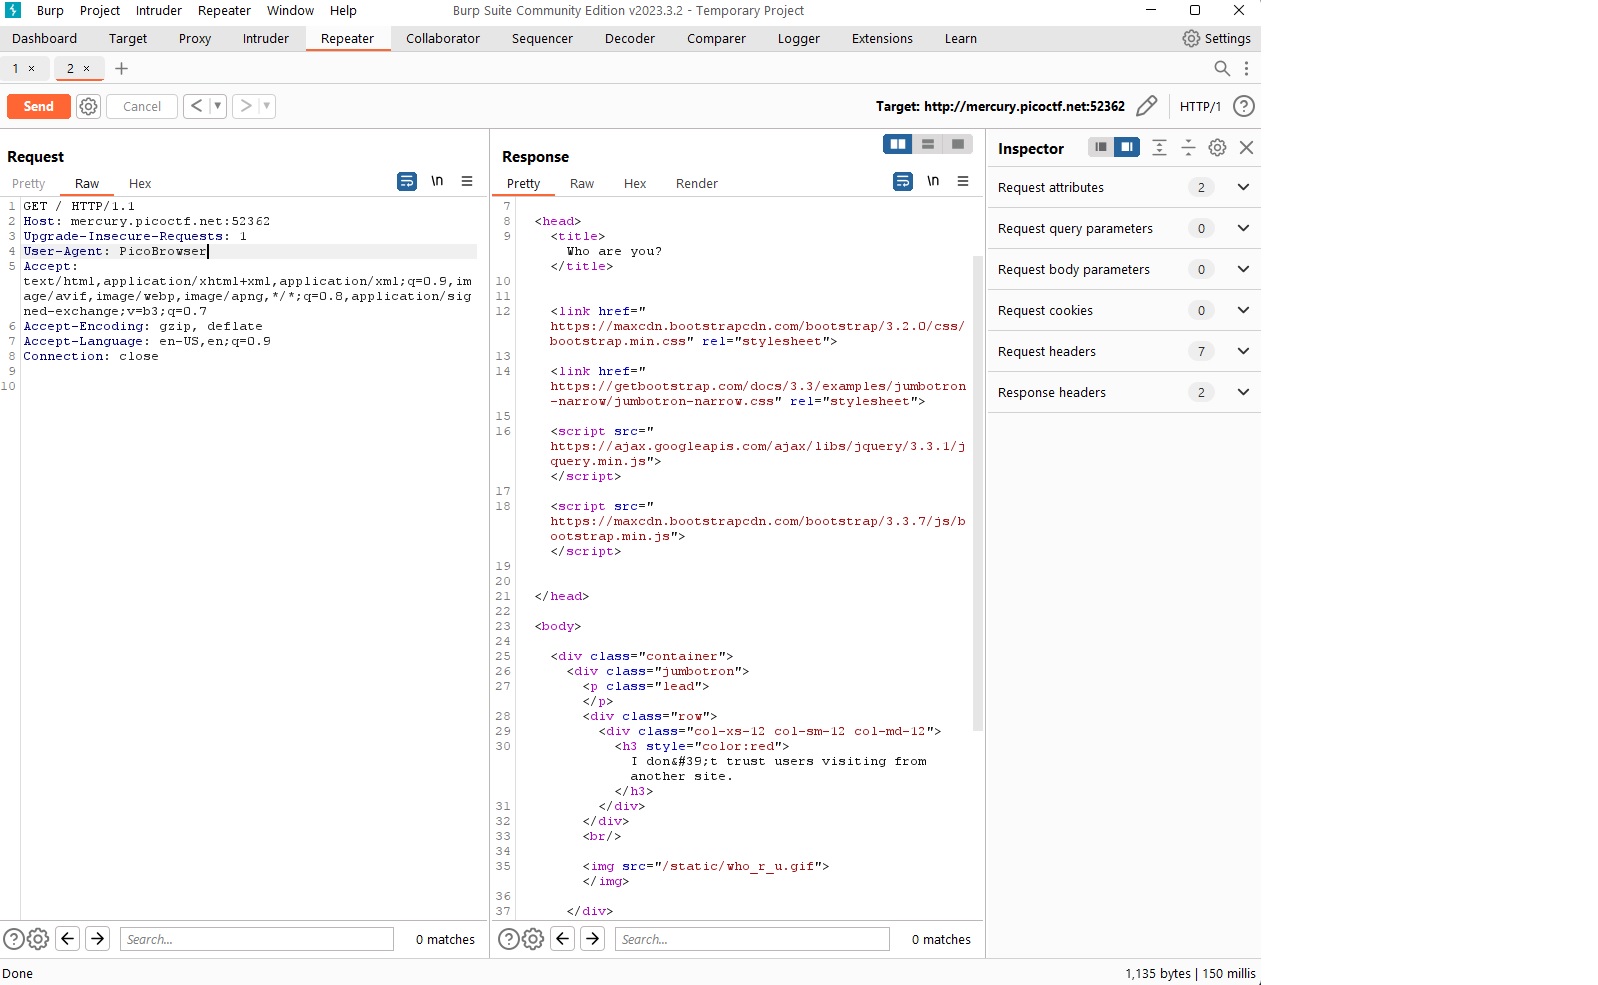 Burp Project Intruder Repeater Window Help Burp Suite Community Edition v2023.3.2 - Temporary Project
Dashboard Target Proxy Intruder Repeater Collaborator Sequencer Decoder Comparer Logger Extensions Learn Settings
1 × 2 × +
Send Cancel < > Target: http://mercury.picoctf.net:52362 HTTP/1 ?
Request
Pretty Raw Hex \n
1 GET / HTTP/1.1
2 Host: mercury.picoctf.net:52362
3 Upgrade-Insecure-Requests: 1
4 User-Agent: PicoBrowser
5 Accept:
text/html,application/xhtml+xml,application/xml;q=0.9,im
age/avif,image/webp,image/apng,*/*;q=0.8,application/sig
ned-exchange;v=b3;q=0.7
6 Accept-Encoding: gzip, deflate
7 Accept-Language: en-US,en;q=0.9
8 Connection: close
9
10
Search... 0 matches
Response
Pretty Raw Hex Render \n
7
8 <head>
9 <title>
Who are you?
</title>
10
11
12 <link href="
https://maxcdn.bootstrapcdn.com/bootstrap/3.2.0/css/
bootstrap.min.css" rel="stylesheet">
13
14 <link href="
https://getbootstrap.com/docs/3.3/examples/jumbotron
-narrow/jumbotron-narrow.css" rel="stylesheet">
15
16 <script src="
https://ajax.googleapis.com/ajax/libs/jquery/3.3.1/j
query.min.js">
</script>
17
18 <script src="
https://maxcdn.bootstrapcdn.com/bootstrap/3.3.7/js/b
ootstrap.min.js">
</script>
19
20
21 </head>
22
23 <body>
24
25 <div class="container">
26 <div class="jumbotron">
27 <p class="lead">
</p>
28 <div class="row">
29 <div class="col-xs-12 col-sm-12 col-md-12">
30 <h3 style="color:red">
I don&#39;t trust users visiting from
another site.
</h3>
31 </div>
32 </div>
33 <br/>
34
35 <img src="/static/who_r_u.gif">
</img>
36
37 </div>
Search... 0 matches
Inspector
Request attributes 2
Request query parameters 0
Request body parameters 0
Request cookies 0
Request headers 7
Response headers 2
Done 1,135 bytes | 150 millis